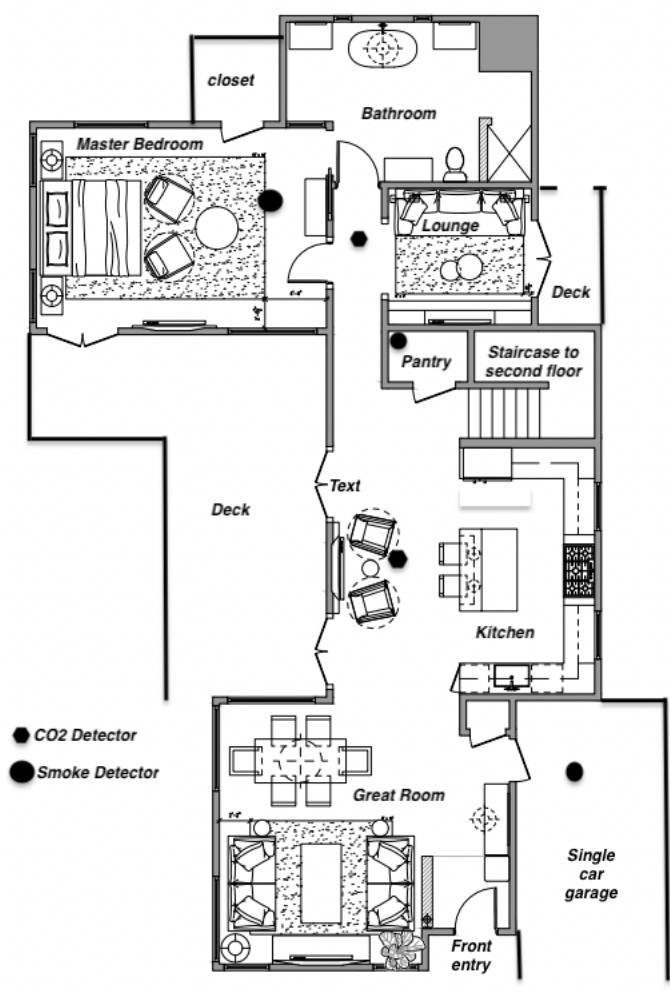 closet
Bathroom
Master Bedroom
Lounge
Deck
Pantry
Staircase to
second floor
Text
Deck
Kitchen
CO2 Detector
Smoke Detector
Great Room
Single
car
garage
Front
entry